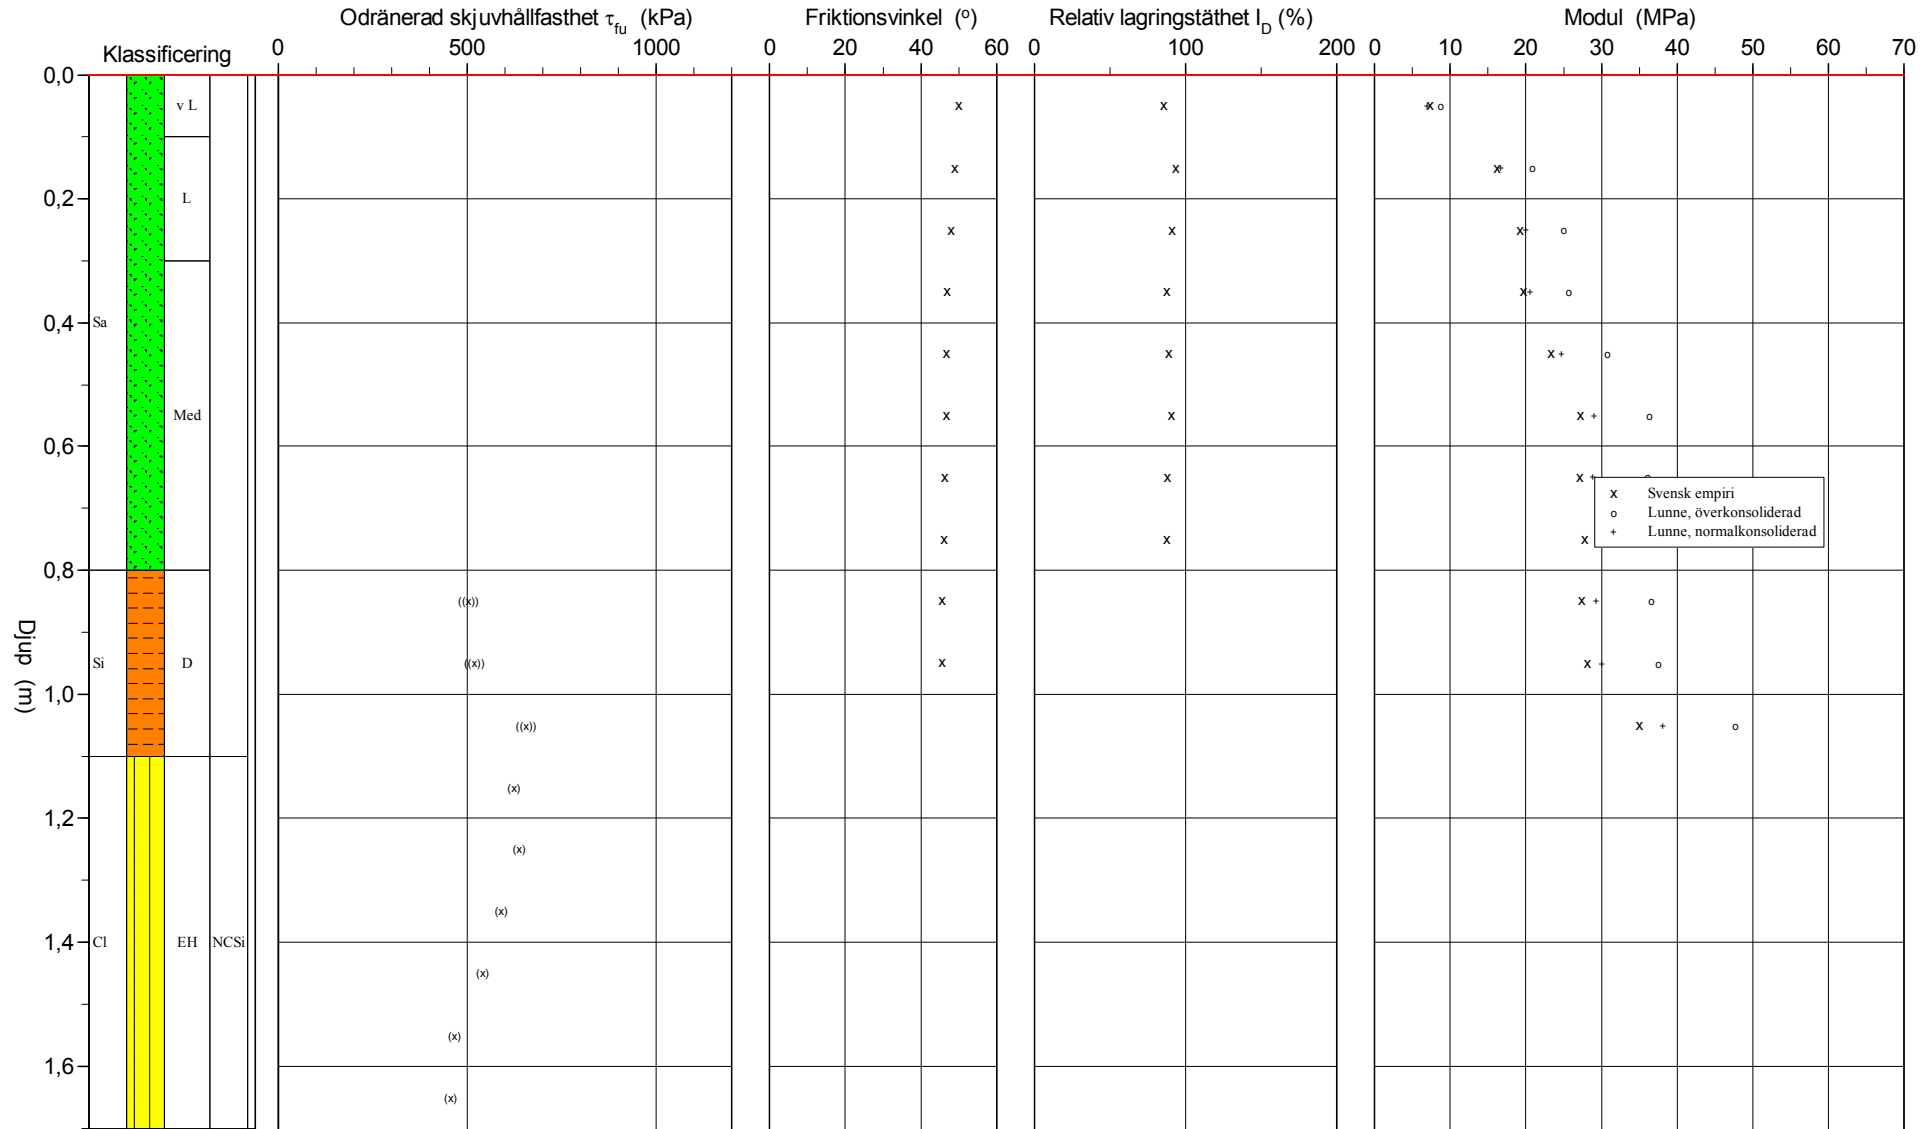 Odränerad skjuvhållfasthet τfu (kPa)
Friktionsvinkel (o)
Relativ lagringstäthet ID (%)
Modul (MPa)
Klassificering
0 500 1000
0 20 40 60
0 100 200
0 10 20 30 40 50 60 70
0,0
v L
L
0,2
Sa
0,4
Med
0,6
x Svensk empiri
o Lunne, överkonsoliderad
+ Lunne, normalkonsoliderad
0,8
Si
D
Djup (m)
1,0
1,2
1,4
Cl
EH
NCSi
1,6